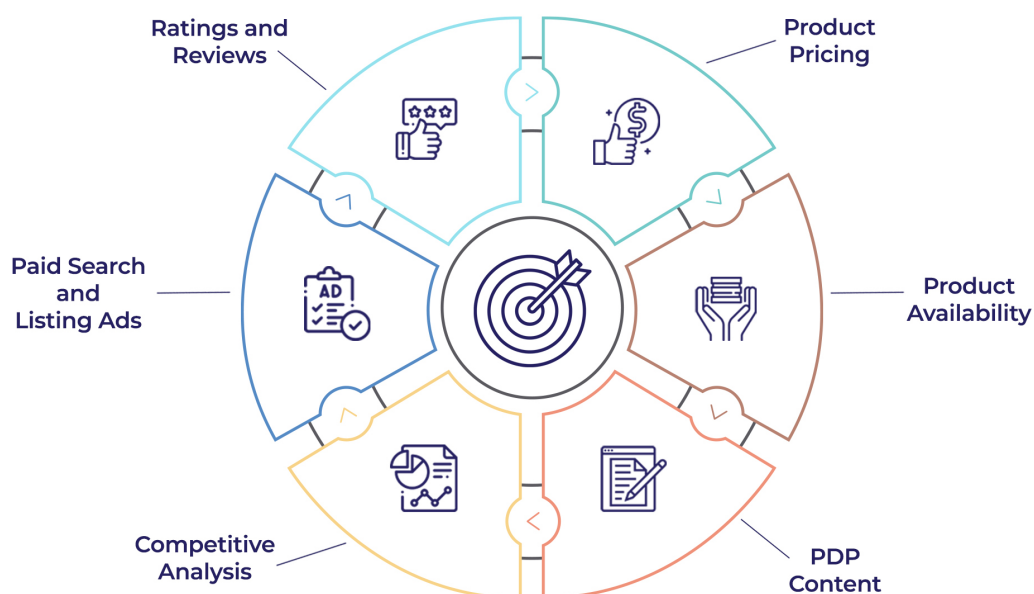 Ratings and
Reviews
Product
Pricing
Paid Search
and
Listing Ads
AD
Product
Availability
Competitive
Analysis
PDP
Content